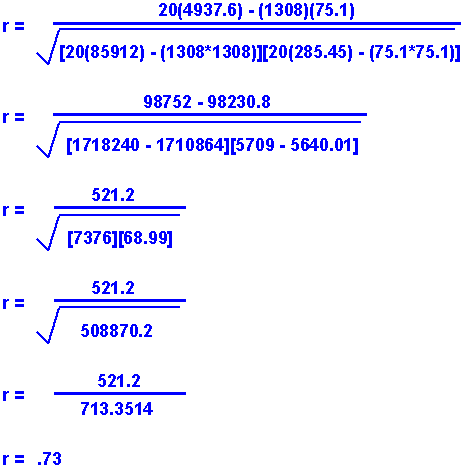 20(4937.6) - (1308)(75.1)
r =
[20(85912) - (1308*1308)][20(285.45) - (75.1*75.1)]
98752 - 98230.8
r =
[1718240 - 1710864][5709 - 5640.01]
521.2
r =
[7376][68.99]
521.2
r =
508870.2
521.2
r =
713.3514
r = .73